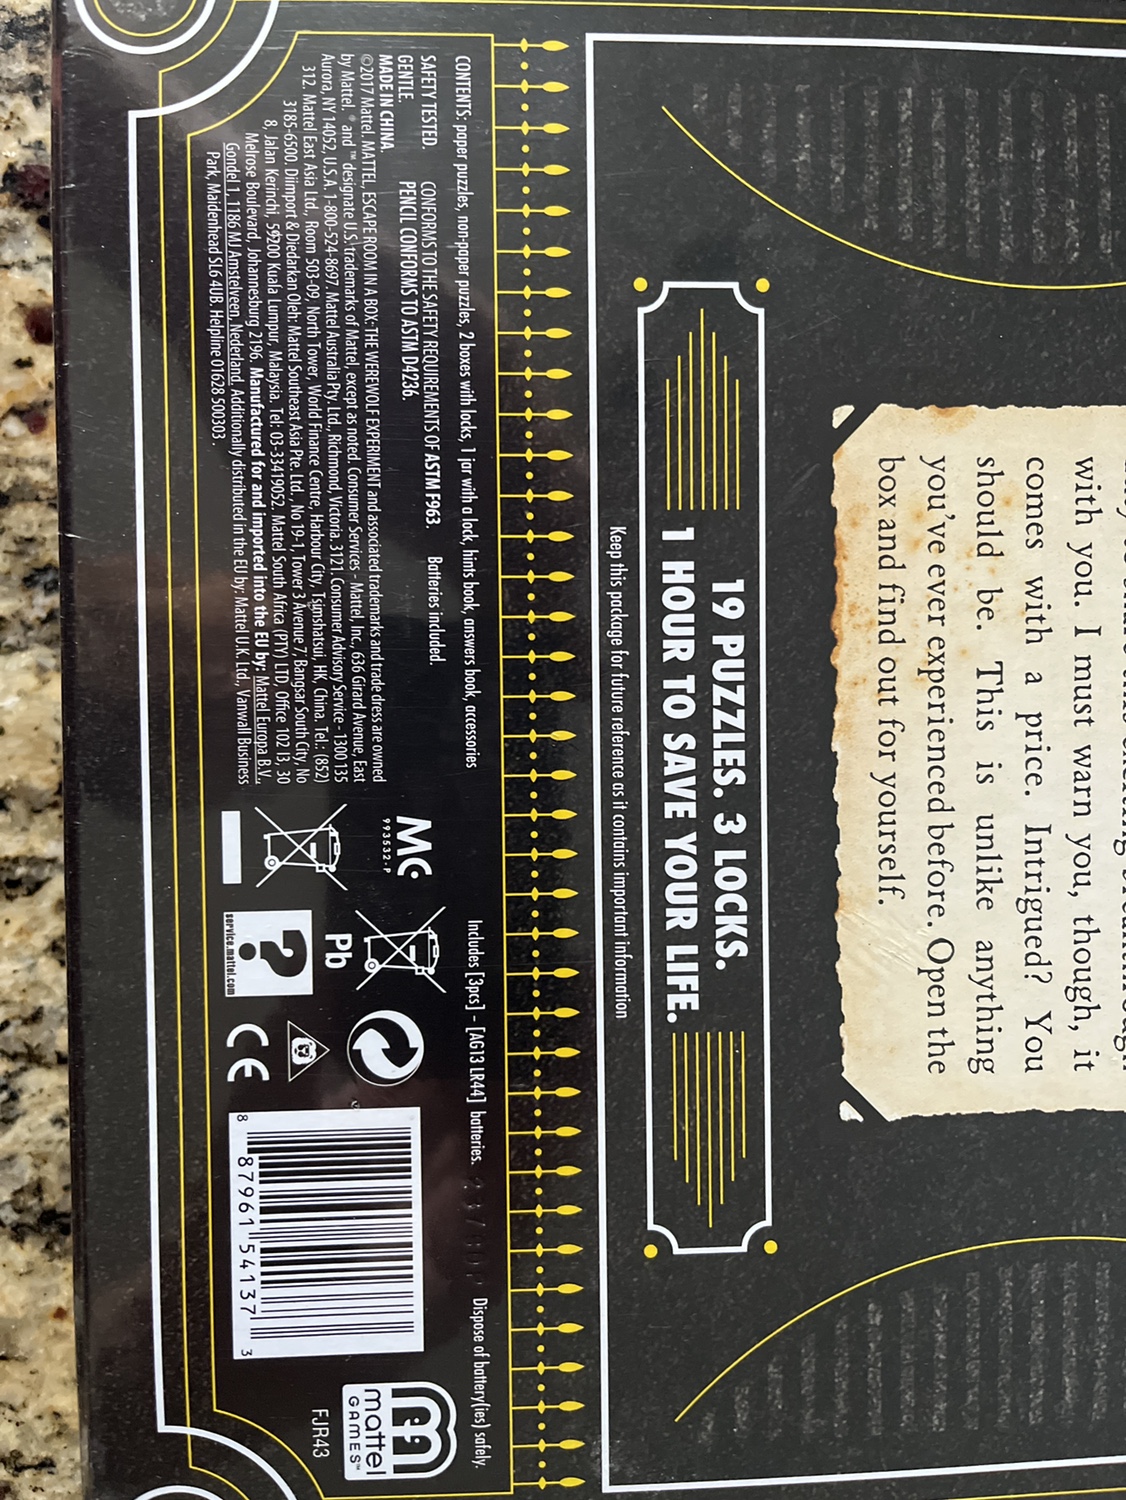 with you. I must warn you, though, it
comes with a price. Intrigued? You
should be. This is unlike anything
you've ever experienced before. Open the
box and find out for yourself.
19 PUZZLES. 3 LOCKS.
1 HOUR TO SAVE YOUR LIFE.
Keep this package for future reference as it contains important information
CONTENTS: paper puzzles, non-paper puzzles, 2 boxes with locks, 1 jar with a lock, hints book, answers book, accessories
SAFETY TESTED. CONFORMS TO THE SAFETY REQUIREMENTS OF ASTM F963. Batteries included.
GENTLE. PENCIL CONFORMS TO ASTM D4236.
MADE IN CHINA.
©2017 Mattel. MATTEL, ESCAPE ROOM IN A BOX: THE WEREWOLF EXPERIMENT and associated trademarks and trade dress are owned
by Mattel. ® and ™ designate U.S. trademarks of Mattel, except as noted. Consumer Services - Mattel, Inc., 636 Girard Avenue, East
Aurora, NY 14052, U.S.A. 1-800-524-8697. Mattel Australia Pty. Ltd., Richmond, Victoria. 3121. Consumer Advisory Service - 1300 135
312. Mattel East Asia Ltd., Room 503-09, North Tower, World Finance Centre, Harbour City, Tsimshatsui, HK, China. Tel.: (852)
3185-6500. Diimport & Diedarkan Oleh: Mattel Southeast Asia Pte. Ltd., No 19-1, Tower 3 Avenue 7, Bangsar South City, No
8, Jalan Kerinchi, 59200 Kuala Lumpur, Malaysia. Tel: 03-33419052. Mattel South Africa (PTY) LTD, Office 102 I3, 30
Melrose Boulevard, Johannesburg 2196. Manufactured for and imported into the EU by: Mattel Europa B.V.,
Gondel 1, 1186 MJ Amstelveen, Nederland. Additionally distributed in the EU by: Mattel U.K. Ltd., Vanwall Business
Park, Maidenhead SL6 4UB. Helpline 01628 500303.
MC
993532-P
Pb
service.mattel.com
?
CE
Includes [3pcs] - [AG13 LR44] batteries.
Dispose of battery(ies) safely.
8 87961 54137 3
mattel
GAMES™
FJR43